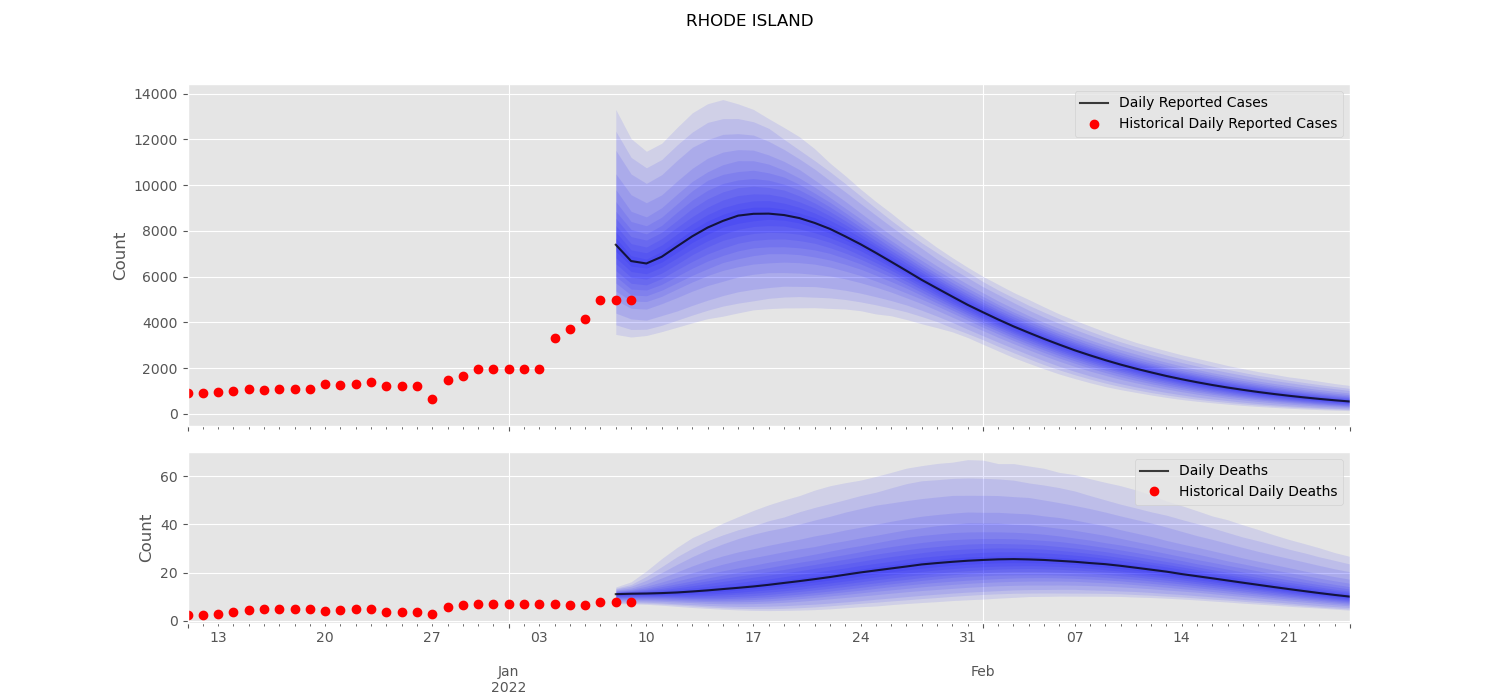 RHODE ISLAND
14000
12000
10000
8000
6000
4000
2000
0
Count
Daily Reported Cases
Historical Daily Reported Cases
60
40
20
0
Count
Daily Deaths
Historical Daily Deaths
13 20 27 03 10 17 24 31 07 14 21
Jan Feb
2022